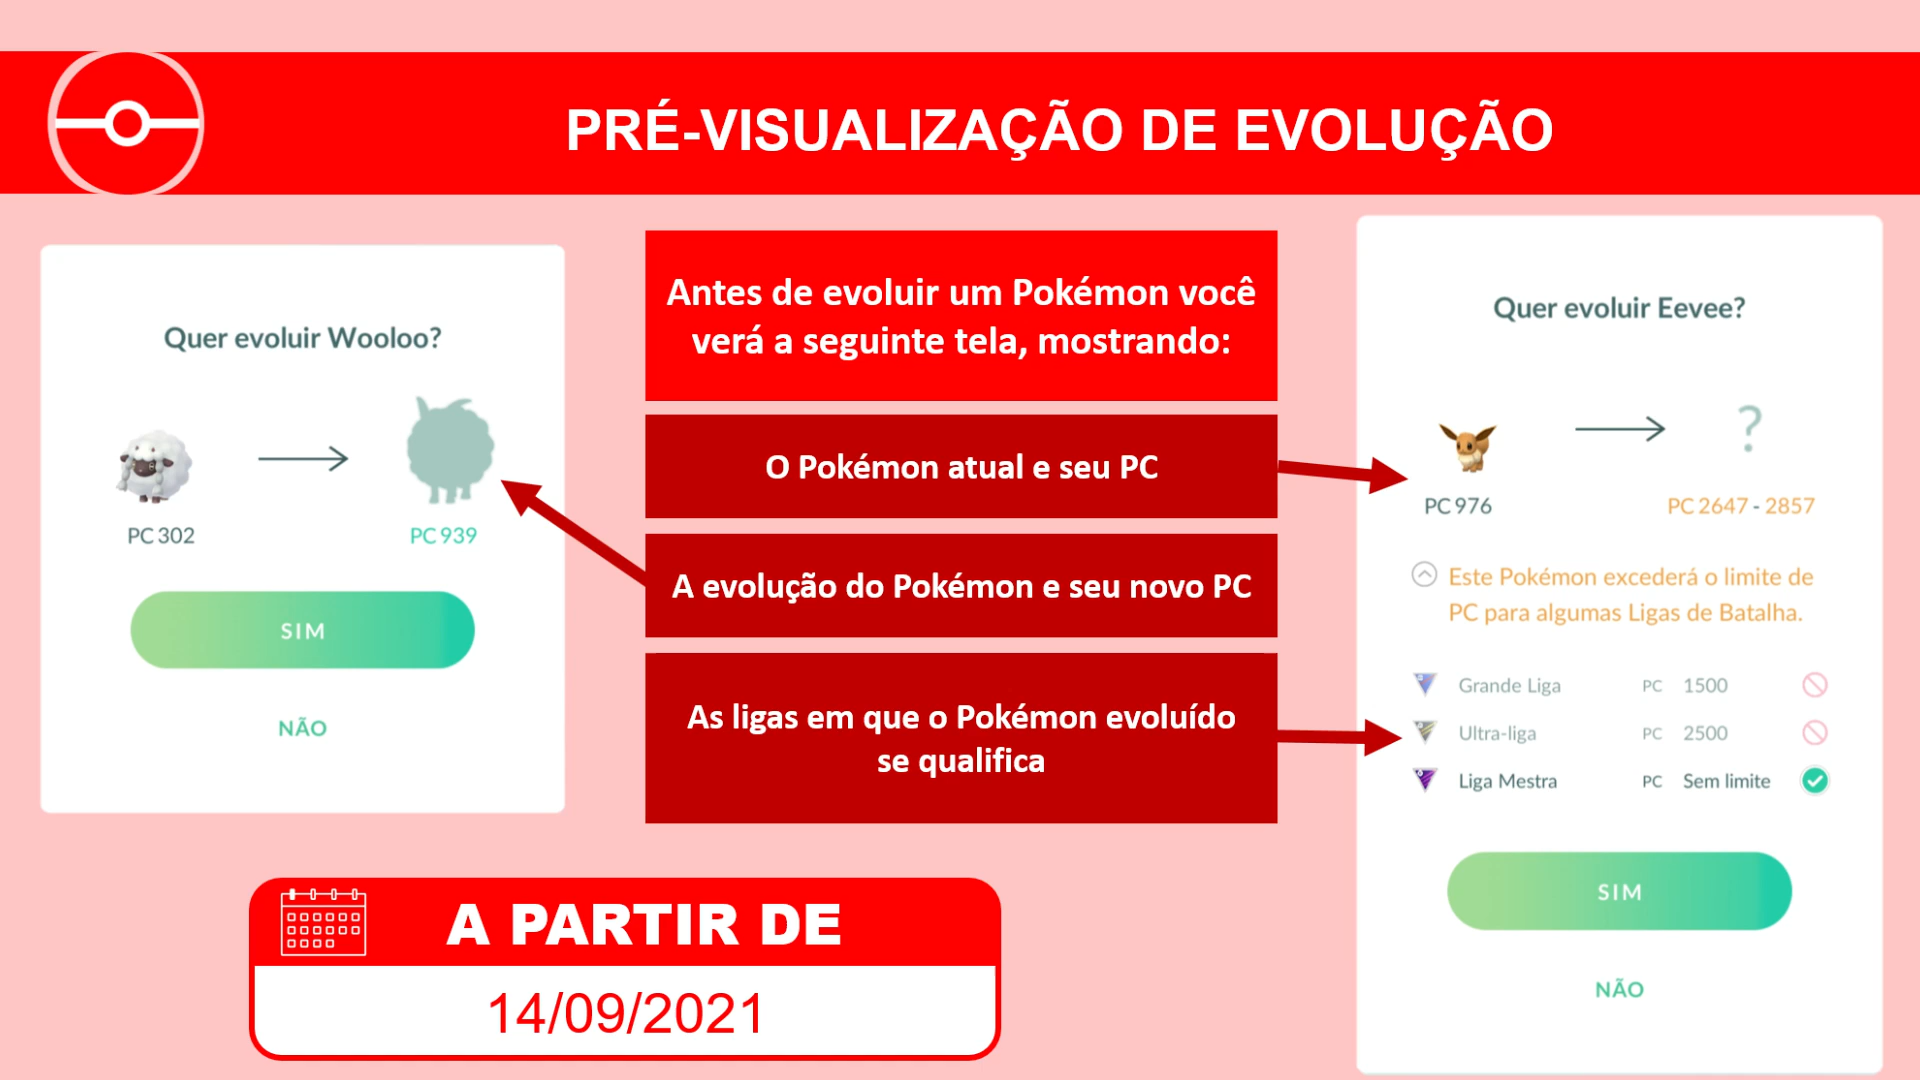 PRÉ-VISUALIZAÇÃO DE EVOLUÇÃO
Quer evoluir Wooloo?
PC 302
PC 939
SIM
NÃO
Antes de evoluir um Pokémon você
verá a seguinte tela, mostrando:
O Pokémon atual e seu PC
A evolução do Pokémon e seu novo PC
As ligas em que o Pokémon evoluído
se qualifica
Quer evoluir Eevee?
?
PC 976
PC 2647 - 2857
Este Pokémon excederá o limite de
PC para algumas Ligas de Batalha.
Grande Liga PC 1500
Ultra-liga PC 2500
Liga Mestra PC Sem limite
SIM
NÃO
A PARTIR DE
14/09/2021